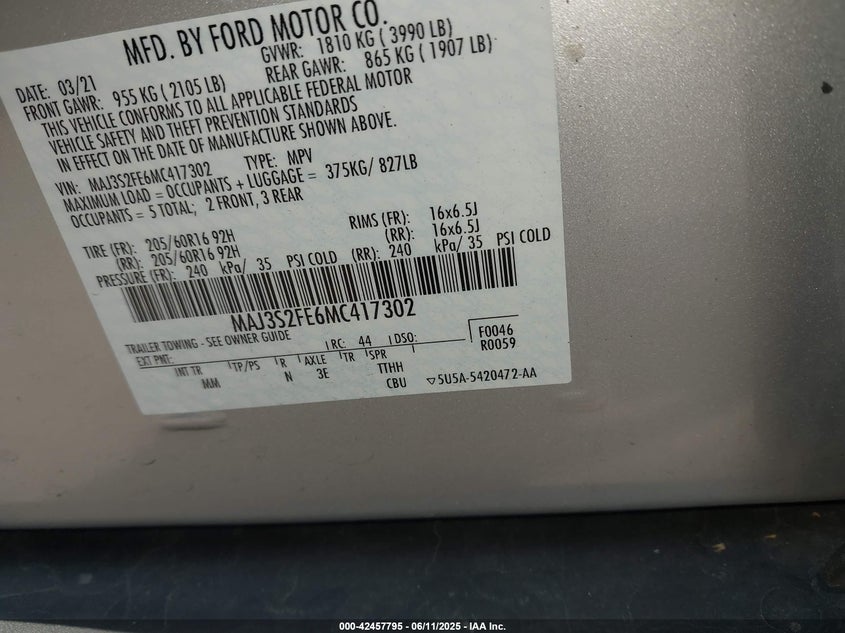 MFD. BY FORD MOTOR CO.
DATE: 03/21 GVWR: 1810 KG ( 3990 LB)
FRONT GAWR: 955 KG ( 2105 LB) REAR GAWR: 865 KG ( 1907 LB)
THIS VEHICLE CONFORMS TO ALL APPLICABLE FEDERAL MOTOR
VEHICLE SAFETY AND THEFT PREVENTION STANDARDS
IN EFFECT ON THE DATE OF MANUFACTURE SHOWN ABOVE.
VIN: MAJ3S2FE6MC417302 TYPE: MPV
MAXIMUM LOAD = OCCUPANTS + LUGGAGE = 375KG/ 827LB
OCCUPANTS = 5 TOTAL; 2 FRONT, 3 REAR
TIRE (FR): 205/60R16 92H RIMS (FR): 16x6.5J
(RR): 205/60R16 92H (RR): 16x6.5J
PRESSURE (FR): 240 kPa/ 35 PSI COLD (RR): 240 kPa/ 35 PSI COLD
MAJ3S2FE6MC417302
TRAILER TOWING - SEE OWNER GUIDE
EXT PNT: RC: 44 DSO: F0046
R0059
INT TR TP/PS R AXLE TR SPR
MM N 3E TTHH
CBU ▽5U5A-5420472-AA
000-42457795 - 06/11/2025 - IAA Inc.